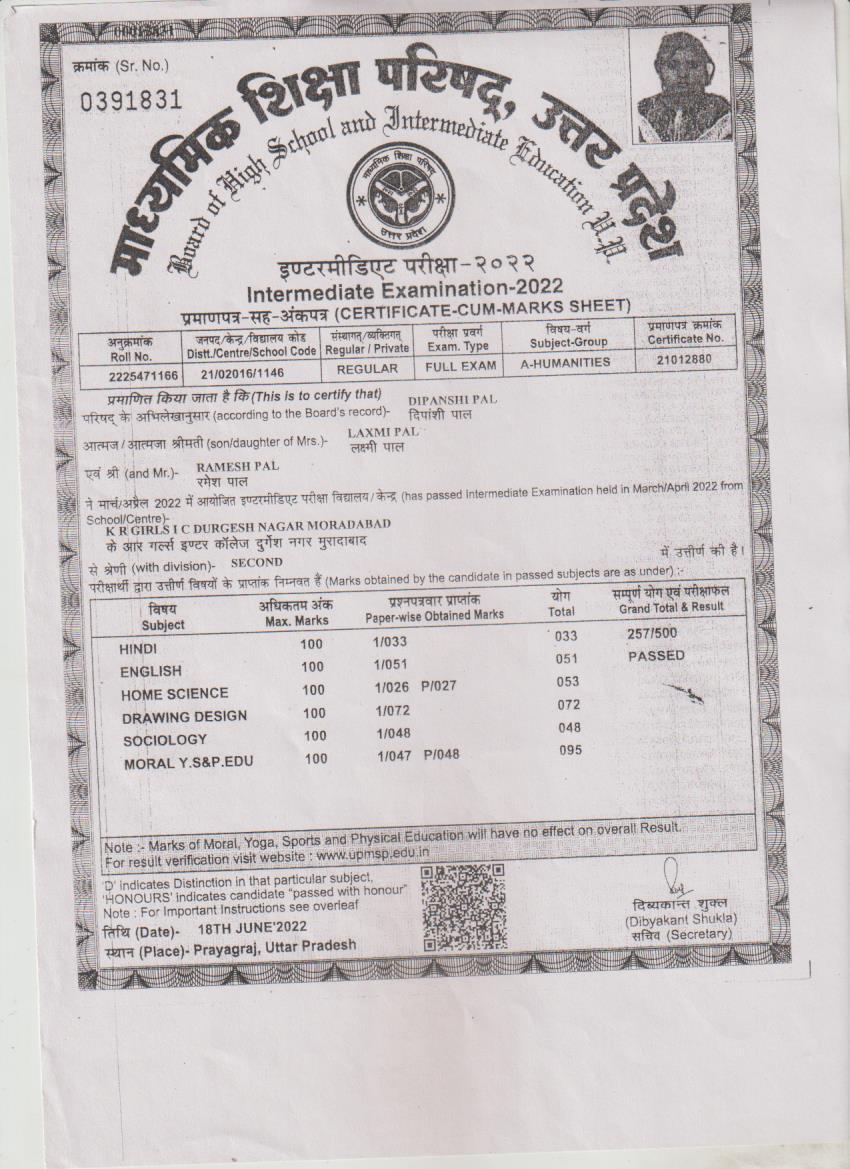 क्रमांक (Sr. No.)
0391831
माध्यमिक शिक्षा परिषद्, उत्तर प्रदेश
Board of High School and Intermediate Education U.P.
माध्यमिक शिक्षा परिषद
उत्तर प्रदेश
इण्टरमीडिएट परीक्षा-२०२२
Intermediate Examination-2022
प्रमाणपत्र-सह-अंकपत्र (CERTIFICATE-CUM-MARKS SHEET)
अनुक्रमांक जनपद/केन्द्र/विद्यालय कोड संस्थागत/व्यक्तिगत परीक्षा प्रवर्ग विषय-वर्ग प्रमाणपत्र क्रमांक
Roll No. Distt./Centre/School Code Regular / Private Exam. Type Subject-Group Certificate No.
2225471166 21/02016/1146 REGULAR FULL EXAM A-HUMANITIES 21012880
प्रमाणित किया जाता है कि (This is to certify that) DIPANSHI PAL
परिषद् के अभिलेखानुसार (according to the Board's record)- दिपांशी पाल
LAXMI PAL
आत्मज/आत्मजा श्रीमती (son/daughter of Mrs.)- लक्ष्मी पाल
एवं श्री (and Mr.)- RAMESH PAL
रमेश पाल
ने मार्च/अप्रैल 2022 में आयोजित इण्टरमीडिएट परीक्षा विद्यालय/केन्द्र (has passed Intermediate Examination held in March/April 2022 from
School/Centre)-
K R GIRLS I C DURGESH NAGAR MORADABAD
के आर गर्ल्स इण्टर कॉलेज दुर्गेश नगर मुरादाबाद
में उत्तीर्ण की है।
से श्रेणी (with division)- SECOND
परीक्षार्थी द्वारा उत्तीर्ण विषयों के प्राप्तांक निम्नवत हैं (Marks obtained by the candidate in passed subjects are as under) :-
विषय अधिकतम अंक प्रश्नपत्रवार प्राप्तांक योग सम्पूर्ण योग एवं परीक्षाफल
Subject Max. Marks Paper-wise Obtained Marks Total Grand Total & Result
HINDI 100 1/033 033 257/500
ENGLISH 100 1/051 051 PASSED
HOME SCIENCE 100 1/026 P/027 053
DRAWING DESIGN 100 1/072 072
SOCIOLOGY 100 1/048 048
MORAL Y.S&P.EDU 100 1/047 P/048 095
Note :- Marks of Moral, Yoga, Sports and Physical Education will have no effect on overall Result.
For result verification visit website : www.upmsp.edu.in
'D' indicates Distinction in that particular subject,
'HONOURS' indicates candidate "passed with honour"
Note : For Important Instructions see overleaf
तिथि (Date)- 18TH JUNE'2022
स्थान (Place)- Prayagraj, Uttar Pradesh
दिब्यकान्त शुक्ल
(Dibyakant Shukla)
सचिव (Secretary)